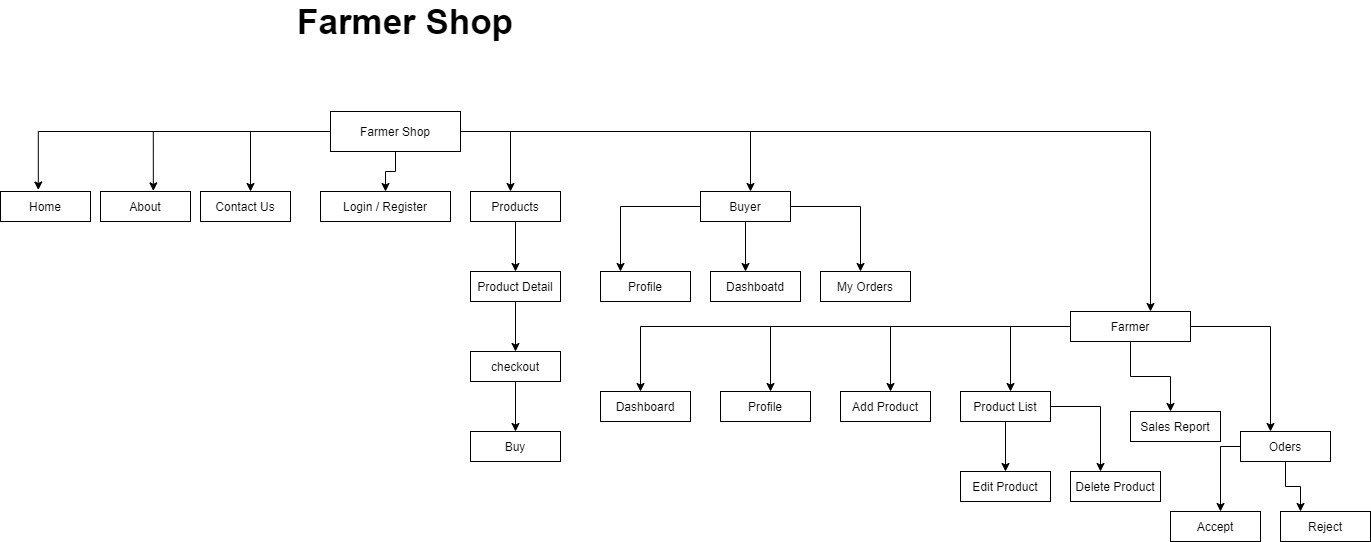 Farmer Shop
Farmer Shop
Home
About
Contact Us
Login / Register
Products
Buyer
Product Detail
Profile
Dashboatd
My Orders
Farmer
checkout
Dashboard
Profile
Add Product
Product List
Sales Report
Buy
Oders
Edit Product
Delete Product
Accept
Reject